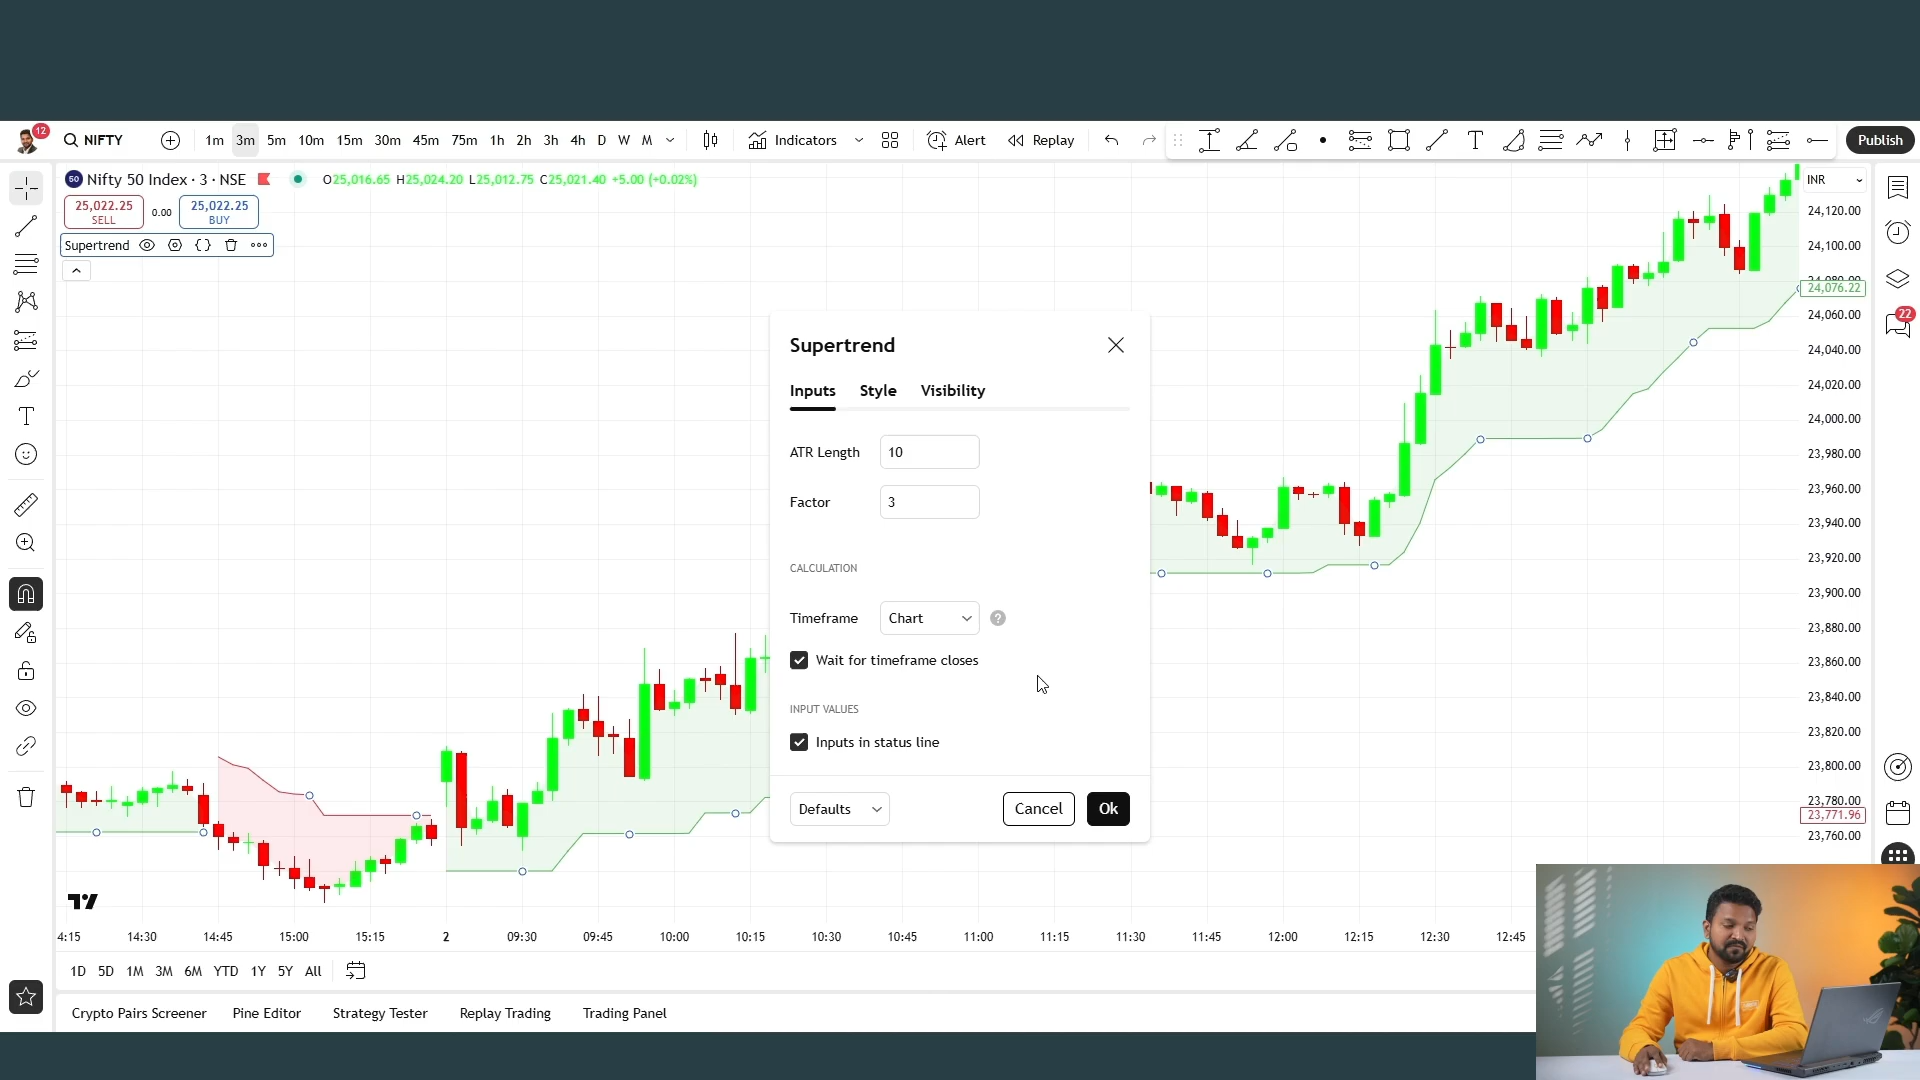 12
NIFTY
1m 3m 5m 10m 15m 30m 45m 75m 1h 2h 3h 4h D W M
Indicators
Alert
Replay
Publish
50 Nifty 50 Index · 3 · NSE
O25,016.65 H25,024.20 L25,012.75 C25,021.40 +5.00 (+0.02%)
INR
25,022.25
SELL
0.00
25,022.25
BUY
Supertrend
24,120.00
24,100.00
24,080.00
24,076.22
24,060.00
24,040.00
24,020.00
24,000.00
23,980.00
23,960.00
23,940.00
23,920.00
23,900.00
23,880.00
23,860.00
23,840.00
23,820.00
23,800.00
23,780.00
23,771.96
23,760.00
22
Supertrend
Inputs Style Visibility
ATR Length 10
Factor 3
CALCULATION
Timeframe Chart ?
Wait for timeframe closes
INPUT VALUES
Inputs in status line
Defaults Cancel Ok
4:15 14:30 14:45 15:00 15:15 2 09:30 09:45 10:00 10:15 10:30 10:45 11:00 11:15 11:30 11:45 12:00 12:15 12:30 12:45
1D 5D 1M 3M 6M YTD 1Y 5Y All
Crypto Pairs Screener Pine Editor Strategy Tester Replay Trading Trading Panel